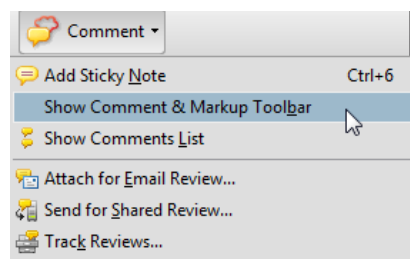 Comment
Add Sticky Note Ctrl+6
Show Comment & Markup Toolbar
Show Comments List
Attach for Email Review...
Send for Shared Review...
Track Reviews...